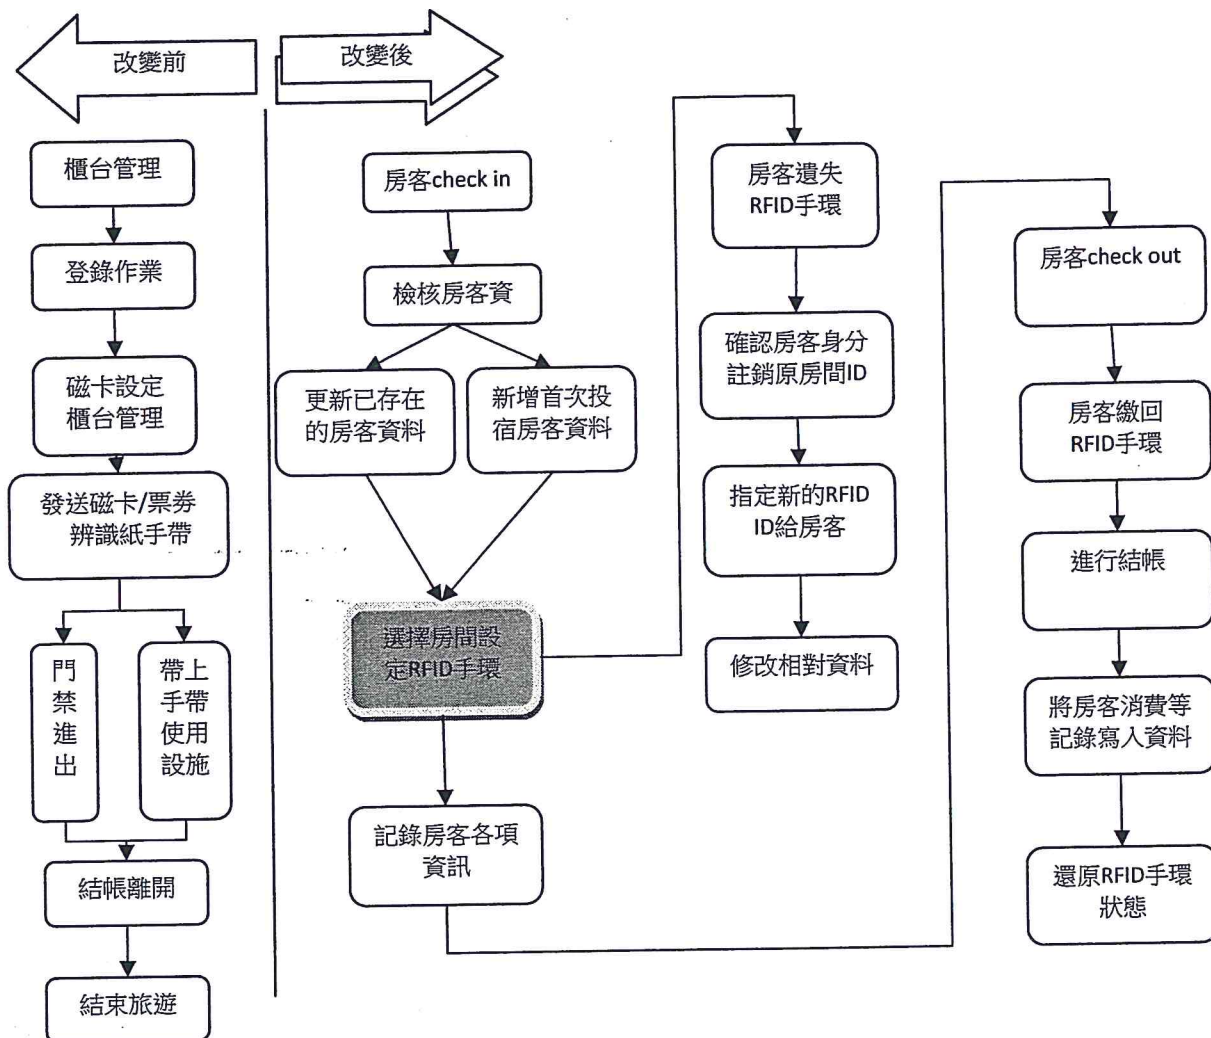 改變前
改變後
櫃台管理
登錄作業
磁卡設定
櫃台管理
發送磁卡/票券
辨識紙手帶
門
禁
進
出
帶上
手帶
使用
設施
結帳離開
結束旅遊
房客check in
檢核房客資
更新已存在
的房客資料
新增首次投
宿房客資料
選擇房間設
定RFID手環
記錄房客各項
資訊
房客遺失
RFID手環
確認房客身分
註銷原房間ID
指定新的RFID
ID給房客
修改相對資料
房客check out
房客繳回
RFID手環
進行結帳
將房客消費等
記錄寫入資料
還原RFID手環
狀態